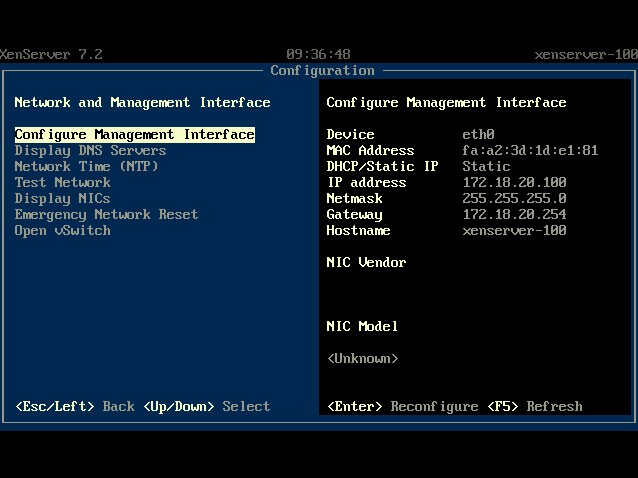 XenServer 7.2 09:36:48 xenserver-100
Configuration
Network and Management Interface
Configure Management Interface
Display DNS Servers
Network Time (NTP)
Test Network
Display NICs
Emergency Network Reset
Open vSwitch
<Esc/Left> Back <Up/Down> Select
Configure Management Interface
Device eth0
MAC Address fa:a2:3d:1d:e1:81
DHCP/Static IP Static
IP address 172.18.20.100
Netmask 255.255.255.0
Gateway 172.18.20.254
Hostname xenserver-100
NIC Vendor
NIC Model
<Unknown>
<Enter> Reconfigure <F5> Refresh